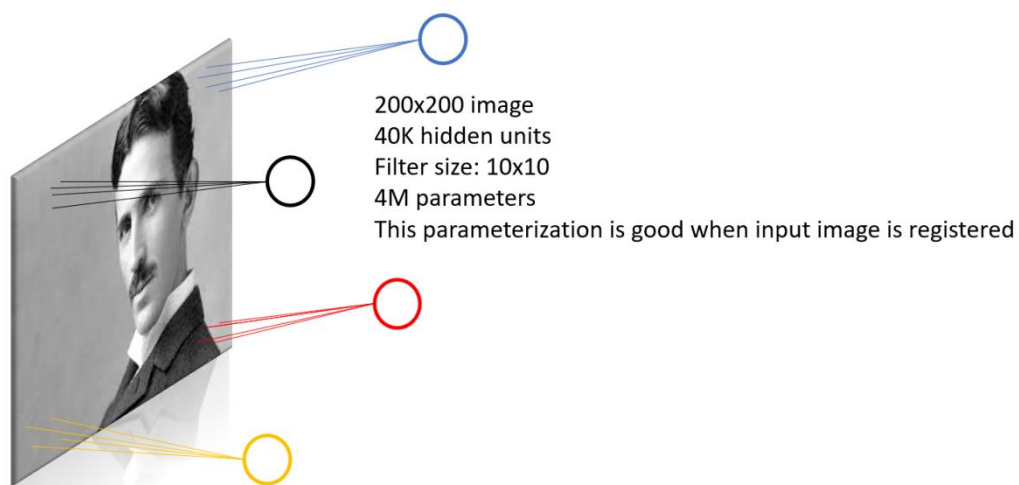 200x200 image
40K hidden units
Filter size: 10x10
4M parameters
This parameterization is good when input image is registered